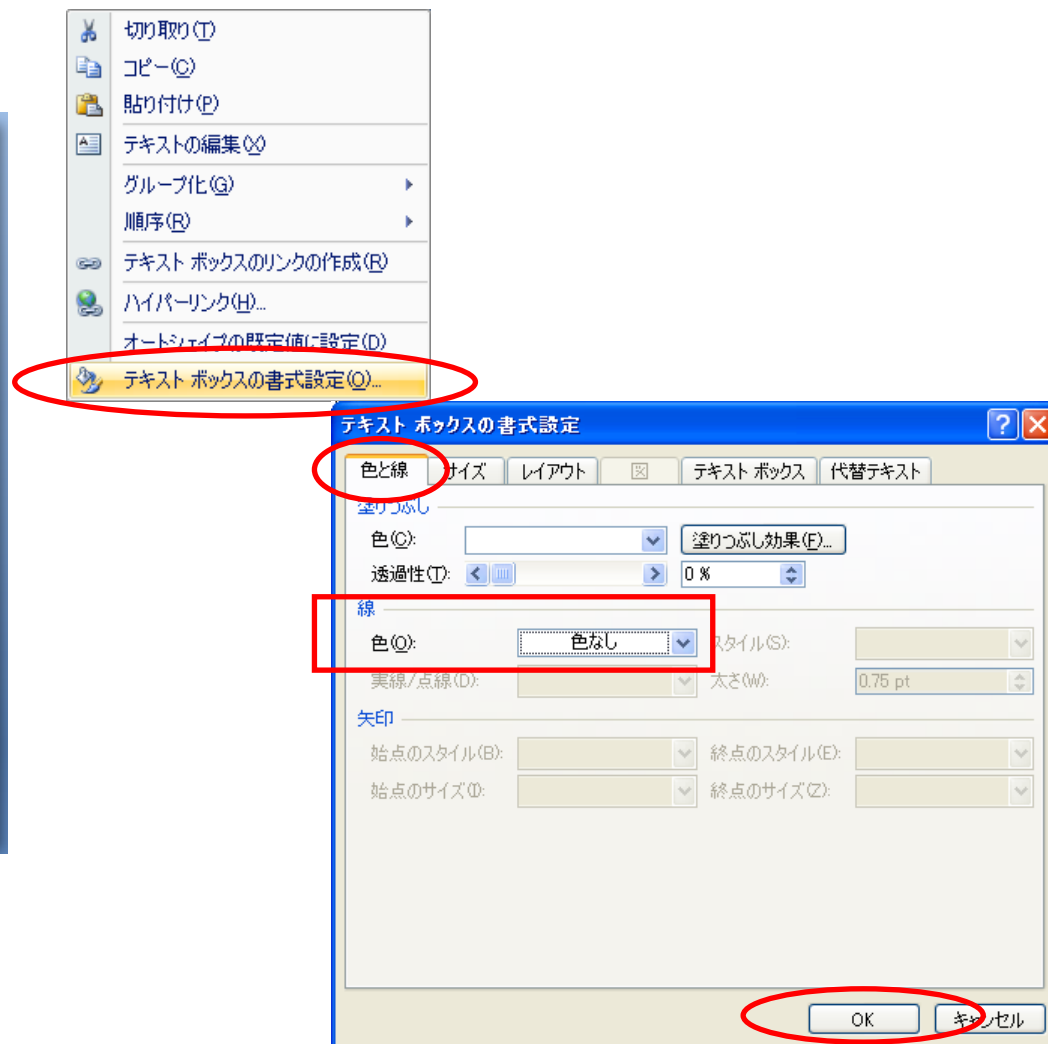 切り取り(T)
コピー(C)
貼り付け(P)
テキストの編集(X)
グループ化(G)
順序(R)
テキスト ボックスのリンクの作成(R)
ハイパーリンク(H)...
オートシェイプの既定値に設定(D)
テキスト ボックスの書式設定(O)...
テキスト ボックスの書式設定
色と線 サイズ レイアウト 図 テキスト ボックス 代替テキスト
塗りつぶし
色(C): 塗りつぶし効果(F)...
透過性(T): 0 %
線
色(O): 色なし スタイル(S):
実線/点線(D): 太さ(W): 0.75 pt
矢印
始点のスタイル(B): 終点のスタイル(E):
始点のサイズ(I): 終点のサイズ(Z):
OK キャンセル